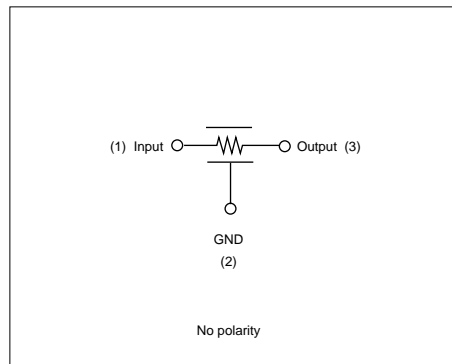 (1) Input Output (3)
GND
(2)
No polarity